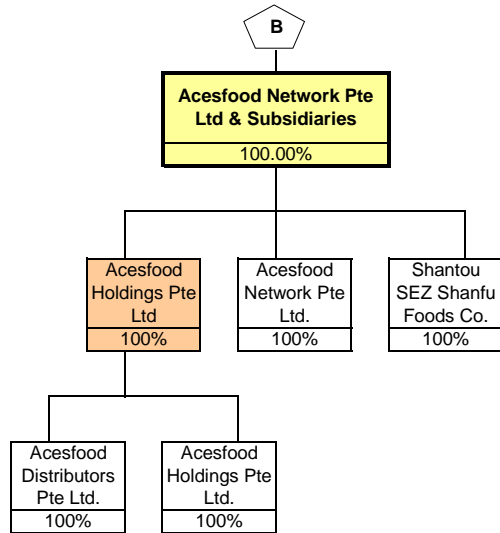 B
Acesfood Network Pte
Ltd & Subsidiaries
100.00%
Acesfood
Holdings Pte
Ltd
100%
Acesfood
Network Pte
Ltd.
100%
Shantou
SEZ Shanfu
Foods Co.
100%
Acesfood
Distributors
Pte Ltd.
100%
Acesfood
Holdings Pte
Ltd.
100%